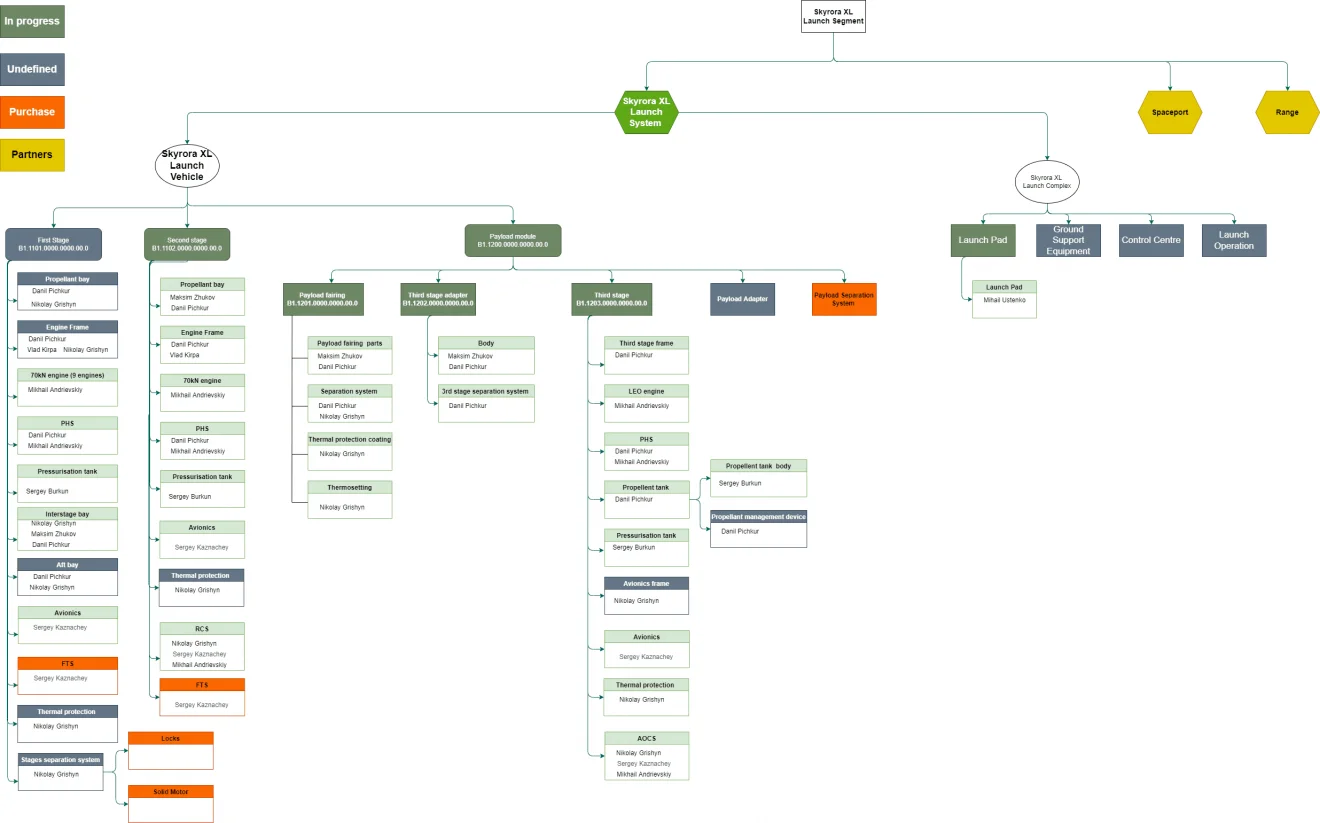 In progress
Undefined
Purchase
Partners
Skyrora XL
Launch Segment
Skyrora XL
Launch
System
Spaceport
Range
Skyrora XL
Launch
Vehicle
Skyrora XL
Launch Complex
First Stage
B1.1101.0000.0000.00.0
Propellant bay
Danil Pichkur
Nikolay Grishyn
Engine Frame
Danil Pichkur
Vlad Kirpa Nikolay Grishyn
70kN engine (9 engines)
Mikhail Andrievskiy
PHS
Danil Pichkur
Mikhail Andrievskiy
Pressurisation tank
Sergey Burkun
Interstage bay
Nikolay Grishyn
Maksim Zhukov
Danil Pichkur
Aft bay
Danil Pichkur
Nikolay Grishyn
Avionics
Sergey Kaznachey
FTS
Sergey Kaznachey
Thermal protection
Nikolay Grishyn
Stages separation system
Nikolay Grishyn
Locks
Solid Motor
Second stage
B1.1102.0000.0000.00.0
Propellant bay
Maksim Zhukov
Danil Pichkur
Engine Frame
Danil Pichkur
Vlad Kirpa
70kN engine
Mikhail Andrievskiy
PHS
Danil Pichkur
Mikhail Andrievskiy
Pressurisation tank
Sergey Burkun
Avionics
Sergey Kaznachey
Thermal protection
Nikolay Grishyn
RCS
Nikolay Grishyn
Sergey Kaznachey
Mikhail Andrievskiy
FTS
Sergey Kaznachey
Payload module
B1.1200.0000.0000.00.0
Payload fairing
B1.1201.0000.0000.00.0
Payload fairing parts
Maksim Zhukov
Danil Pichkur
Separation system
Danil Pichkur
Nikolay Grishyn
Thermal protection coating
Nikolay Grishyn
Thermosetting
Nikolay Grishyn
Third stage adapter
B1.1202.0000.0000.00.0
Body
Maksim Zhukov
Danil Pichkur
3rd stage separation system
Danil Pichkur
Third stage
B1.1203.0000.0000.00.0
Third stage frame
Danil Pichkur
LEO engine
Mikhail Andrievskiy
PHS
Danil Pichkur
Mikhail Andrievskiy
Propellent tank
Danil Pichkur
Propellent tank body
Sergey Burkun
Propellant management device
Danil Pichkur
Pressurisation tank
Sergey Burkun
Avionics frame
Nikolay Grishyn
Avionics
Sergey Kaznachey
Thermal protection
Nikolay Grishyn
AOCS
Nikolay Grishyn
Sergey Kaznachey
Mikhail Andrievskiy
Payload Adapter
Payload Separation
System
Launch Pad
Launch Pad
Mihail Ustenko
Ground
Support
Equipment
Control Centre
Launch
Operation